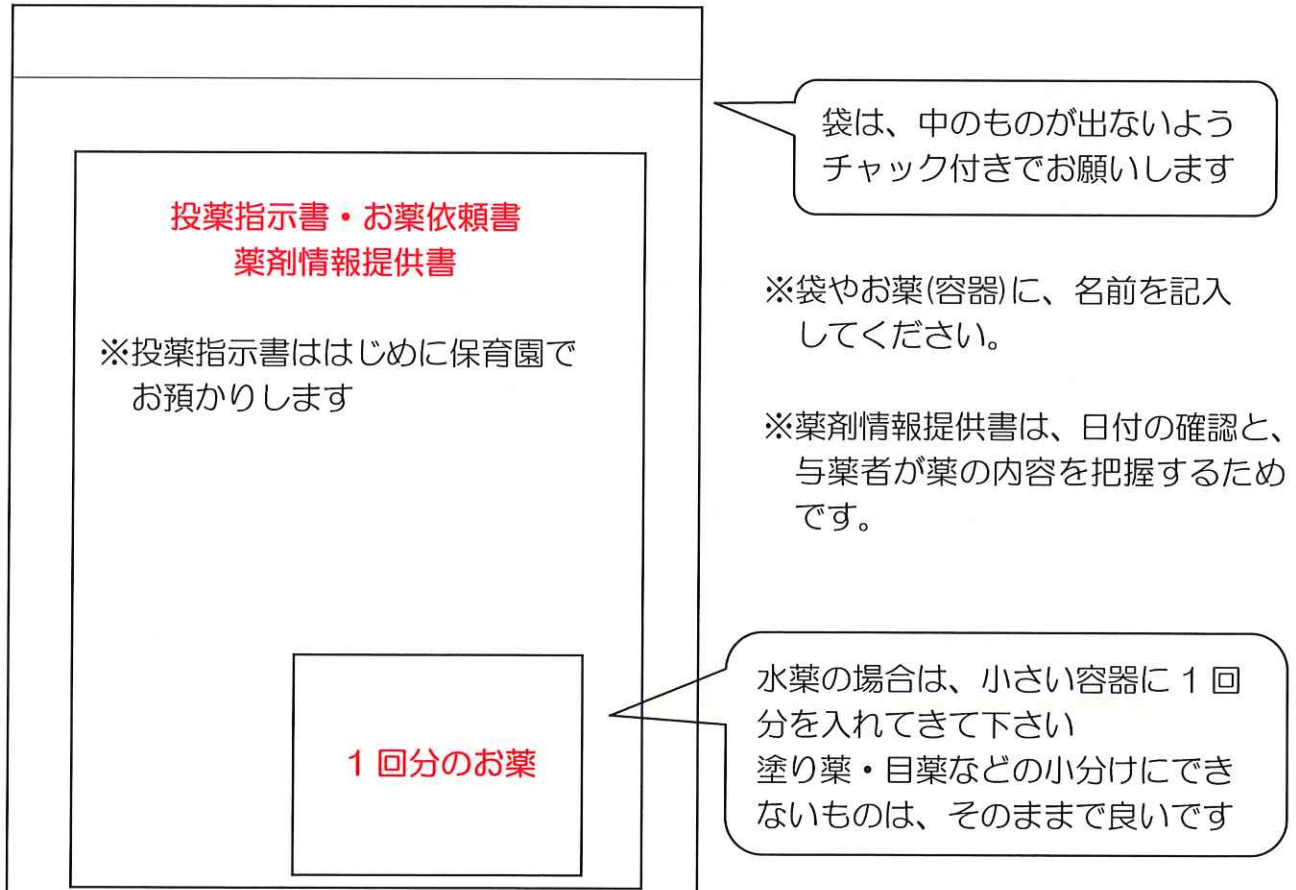 袋は、中のものが出ないよう
チャック付きでお願いします
投薬指示書・お薬依頼書
薬剤情報提供書
※投薬指示書ははじめに保育園で
お預かりします
※袋やお薬(容器)に、名前を記入
してください。
※薬剤情報提供書は、日付の確認と、
与薬者が薬の内容を把握するため
です。
1回分のお薬
水薬の場合は、小さい容器に1回
分を入れてきて下さい
塗り薬・目薬などの小分けにでき
ないものは、そのままで良いです